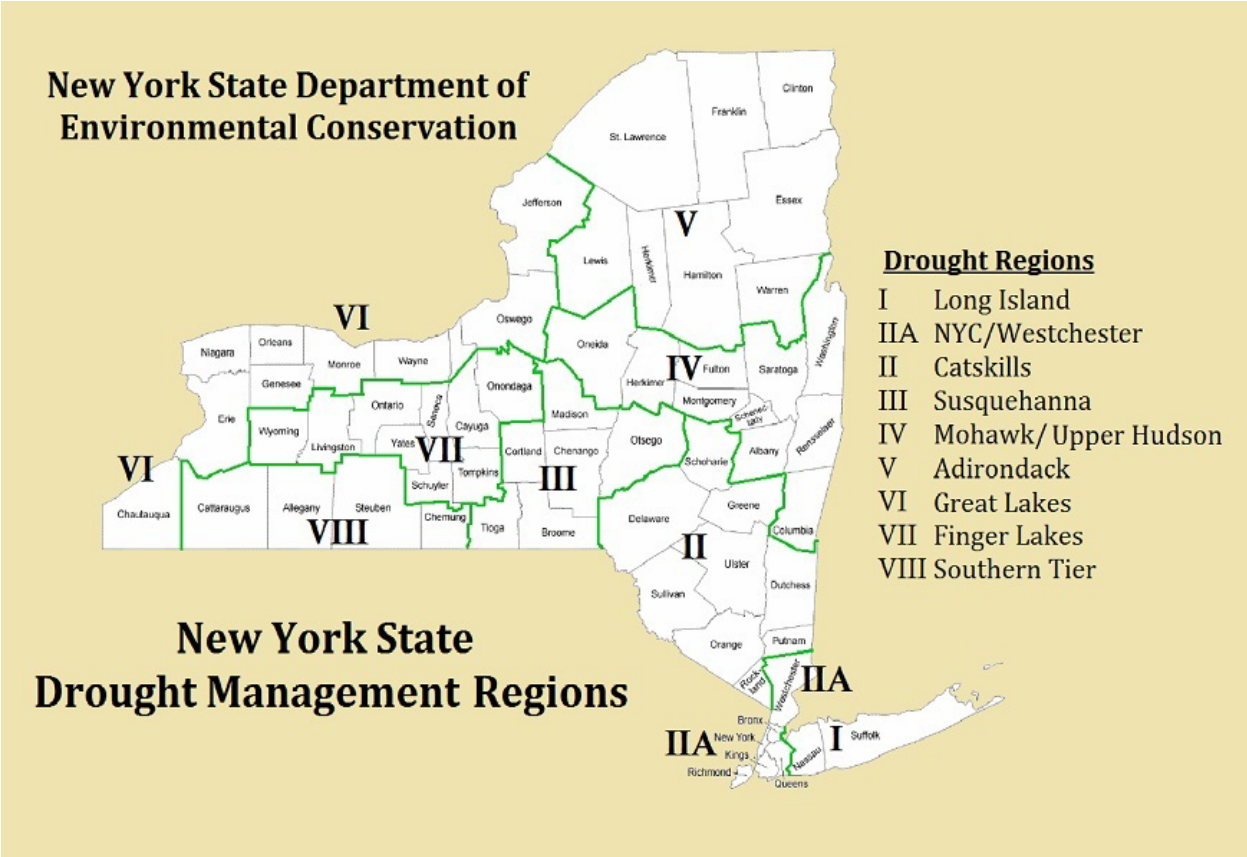 New York State Department of
Environmental Conservation
Clinton
Franklin
St. Lawrence
Jefferson
Essex
V
Lewis
Herkimer
Hamilton
Warren
Washington
VI
Oswego
Oneida
Niagara
Orleans
Monroe
Wayne
Genesee
Onondaga
Herkimer
IV
Fulton
Saratoga
Montgomery
Schenec-
tady
Erie
Wyoming
Livingston
Ontario
Seneca
Yates
VII
Cayuga
Madison
Cortland
Chenango
III
Otsego
Schoharie
Albany
Rensselaer
VI
Chautauqua
Cattaraugus
Allegany
Steuben
VIII
Schuyler
Tompkins
Chemung
Tioga
Broome
Delaware
Greene
Columbia
II
Ulster
Sullivan
Dutchess
Orange
Putnam
Rock-
land
Westchester
IIA
Bronx
New York
IIA
Kings
Richmond
Queens
Nassau
I
Suffolk
Drought Regions
I Long Island
IIA NYC/Westchester
II Catskills
III Susquehanna
IV Mohawk/Upper Hudson
V Adirondack
VI Great Lakes
VII Finger Lakes
VIII Southern Tier
New York State
Drought Management Regions